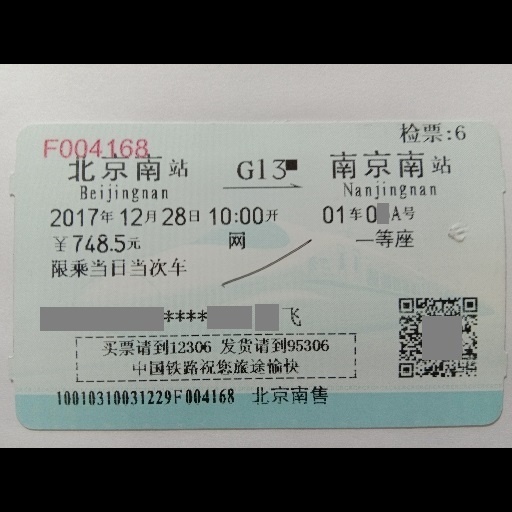 检票:6
F004168
北京南站 G13 南京南站
Beijingnan Nanjingnan
2017年12月28日 10:00开 01车0A号
￥748.5元 网 一等座
限乘当日当次车
**** 飞
买票请到12306 发货请到95306
中国铁路祝您旅途愉快
10010310031229F004168 北京南售